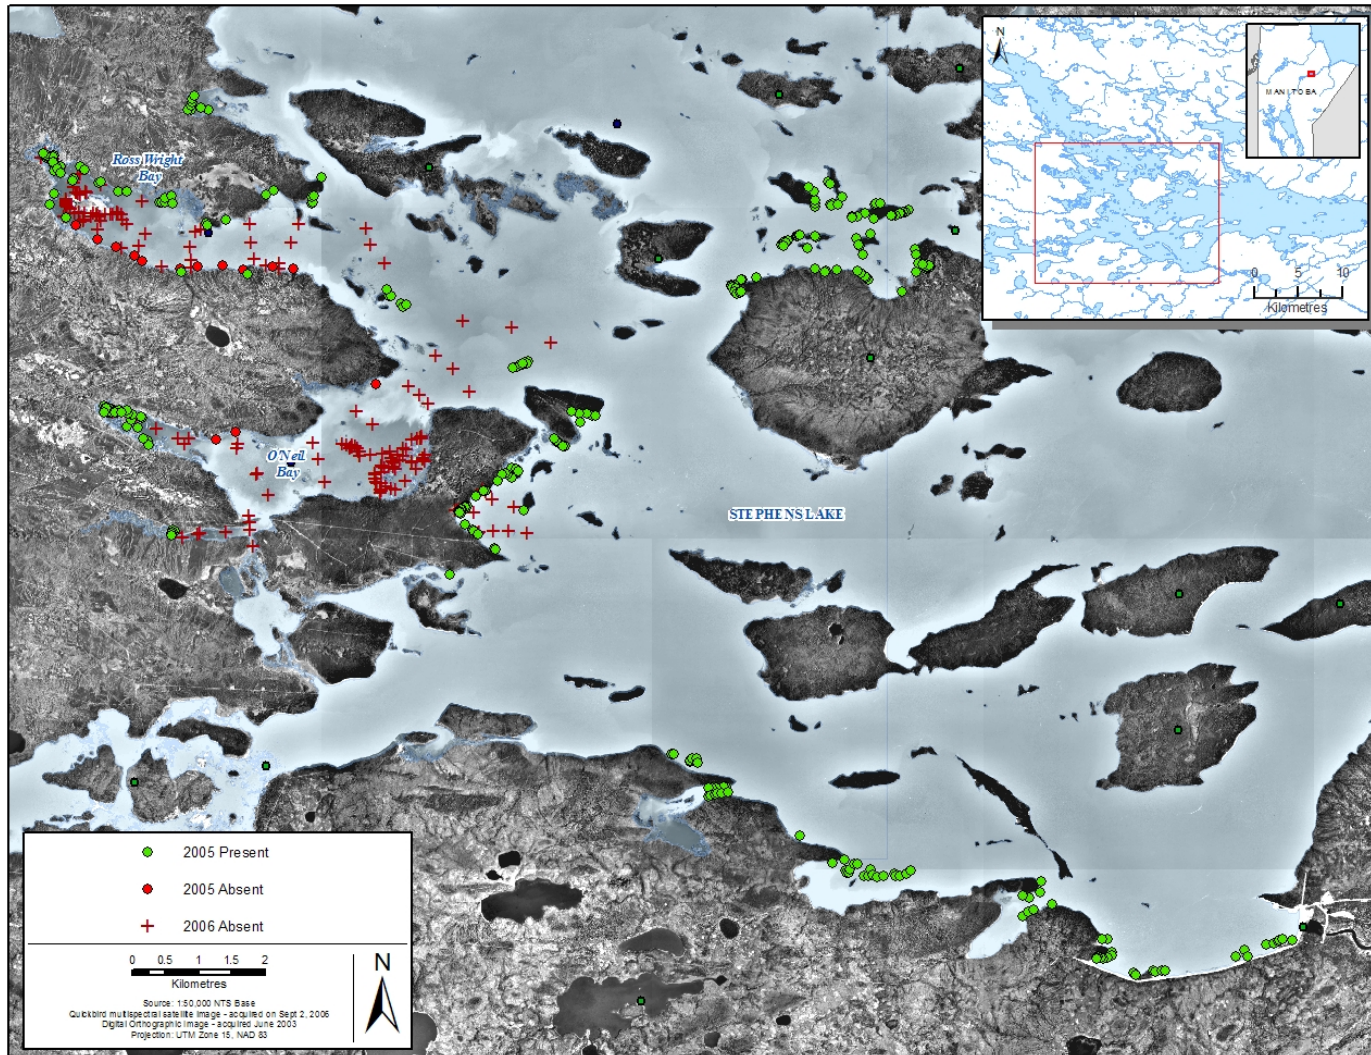 N
MANITOBA
0 5 10
Kilometres
Ross Wright
Bay
O'Neil
Bay
STEPHENS LAKE
2005 Present
2005 Absent
2006 Absent
0 0.5 1 2
Kilometres
N
Source: 1:50,000 NTS Base
Quickbird multispectral satellite image - acquired on Sept 2, 2006
Digital Orthographic Image - acquired June 2003
Projection: UTM Zone 15, NAD 83